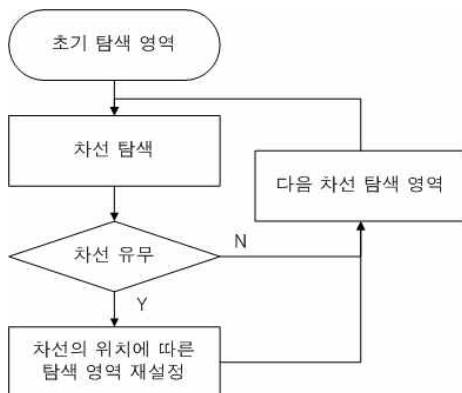 초기 탐색 영역
차선 탐색
다음 차선 탐색 영역
차선 유무
N
Y
차선의 위치에 따른
탐색 영역 재설정